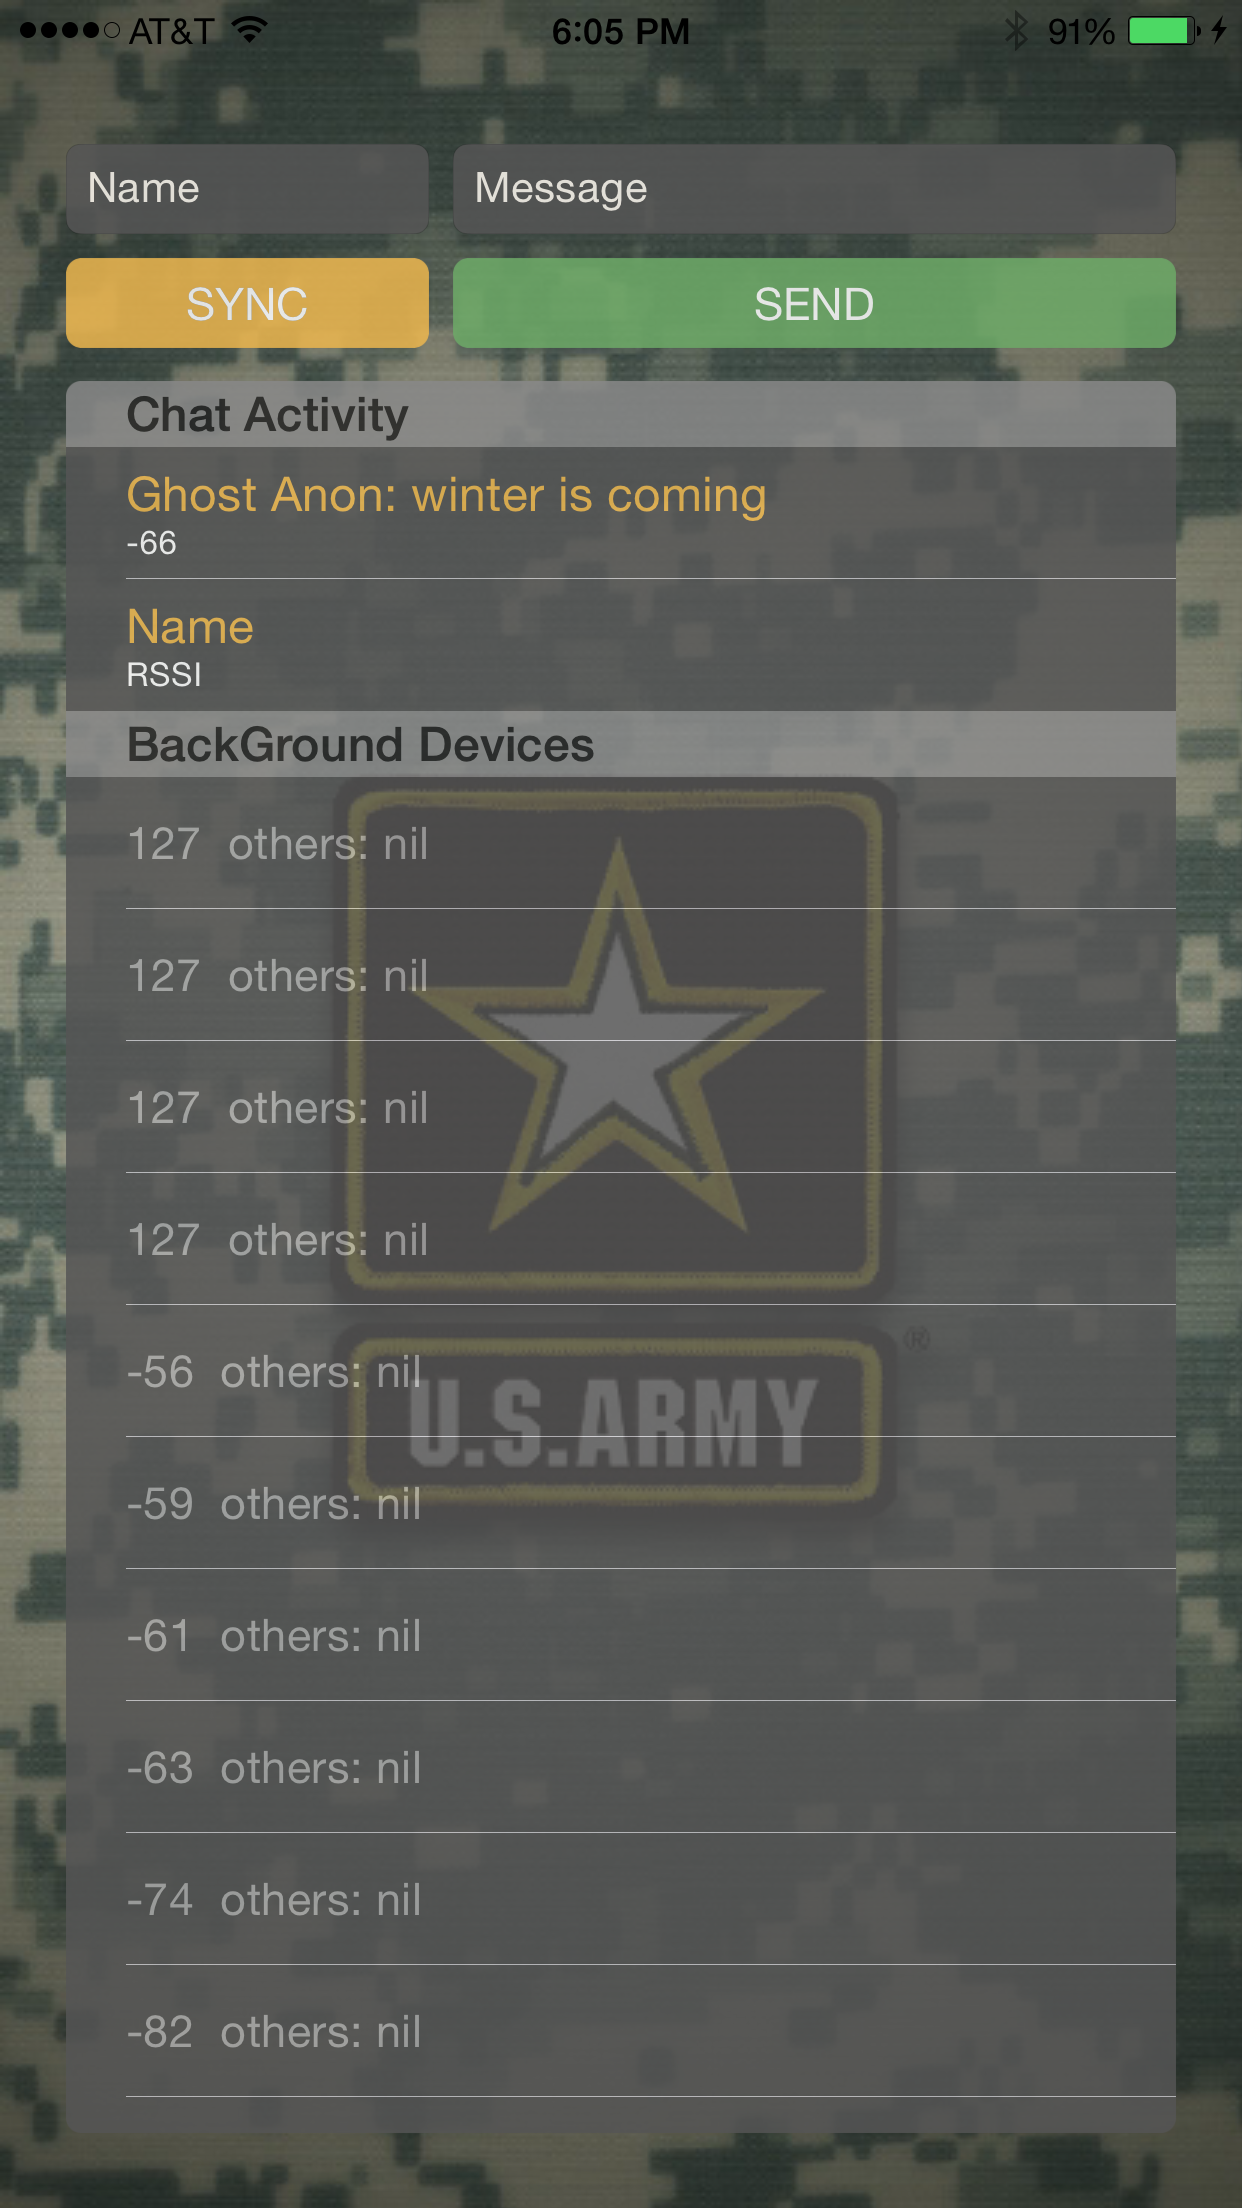 AT&T 6:05 PM 91%
Name Message
SYNC SEND
Chat Activity
Ghost Anon: winter is coming
-66
Name
RSSI
BackGround Devices
127 others: nil
127 others: nil
127 others: nil
127 others: nil
-56 others: nil
-59 others: nil
-61 others: nil
-63 others: nil
-74 others: nil
-82 others: nil
®
U.S.ARMY